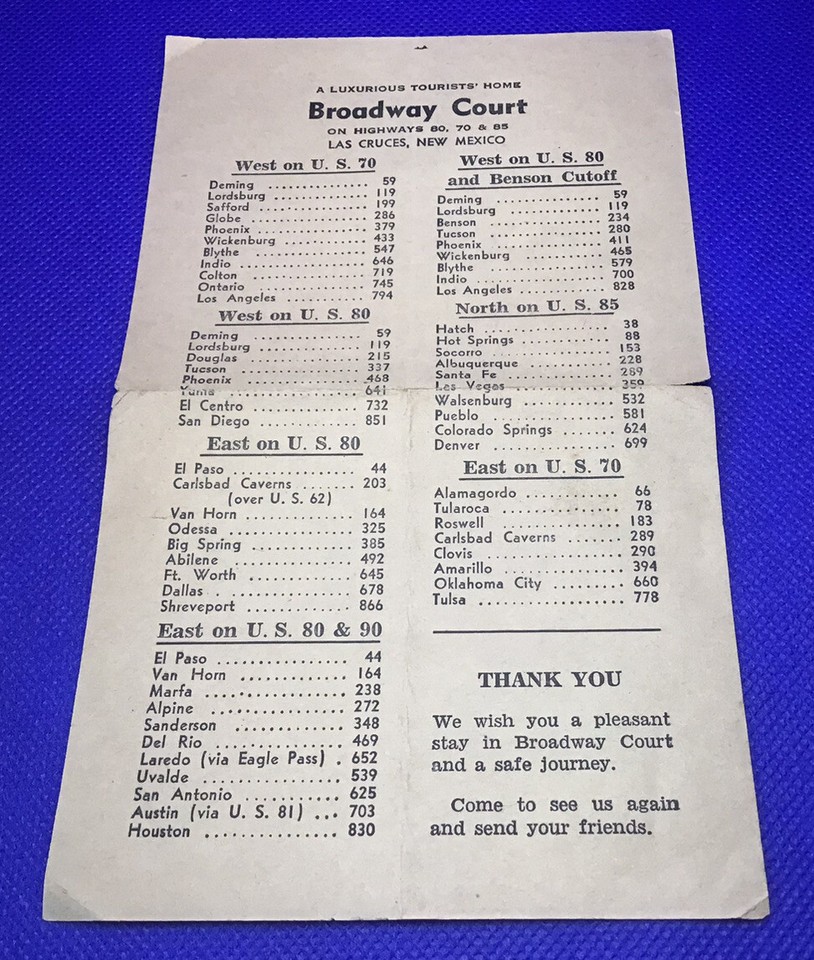 A LUXURIOUS TOURISTS' HOME
Broadway Court
ON HIGHWAYS 80, 70 & 85
LAS CRUCES, NEW MEXICO
West on U. S. 70
Deming .............. 59
Lordsburg .............. 119
Safford .............. 199
Globe .............. 286
Phoenix .............. 379
Wickenburg .............. 433
Blythe .............. 547
Indio .............. 646
Colton .............. 719
Ontario .............. 745
Los Angeles .............. 794
West on U. S. 80
Deming .............. 59
Lordsburg .............. 119
Douglas .............. 215
Tucson .............. 337
Phoenix .............. 468
Yuma .............. 641
El Centro .............. 732
San Diego .............. 851
East on U. S. 80
El Paso .............. 44
Carlsbad Caverns ....... 203
(over U. S. 62)
Van Horn .............. 164
Odessa .............. 325
Big Spring .............. 385
Abilene .............. 492
Ft. Worth .............. 645
Dallas .............. 678
Shreveport .............. 866
East on U. S. 80 & 90
El Paso .............. 44
Van Horn .............. 164
Marfa .............. 238
Alpine .............. 272
Sanderson .............. 348
Del Rio .............. 469
Laredo (via Eagle Pass) . 652
Uvalde .............. 539
San Antonio .............. 625
Austin (via U. S. 81) ... 703
Houston .............. 830
West on U. S. 80
and Benson Cutoff
Deming .............. 59
Lordsburg .............. 119
Benson .............. 234
Tucson .............. 280
Phoenix .............. 411
Wickenburg .............. 465
Blythe .............. 579
Indio .............. 700
Los Angeles .............. 828
North on U. S. 85
Hatch .............. 38
Hot Springs .............. 88
Socorro .............. 153
Albuquerque .............. 228
Santa Fe .............. 289
Las Vegas .............. 359
Walsenburg .............. 532
Pueblo .............. 581
Colorado Springs ....... 624
Denver .............. 699
East on U. S. 70
Alamagordo .............. 66
Tularoca .............. 78
Roswell .............. 183
Carlsbad Caverns ....... 289
Clovis .............. 290
Amarillo .............. 394
Oklahoma City ......... 660
Tulsa .............. 778
THANK YOU
We wish you a pleasant
stay in Broadway Court
and a safe journey.
Come to see us again
and send your friends.